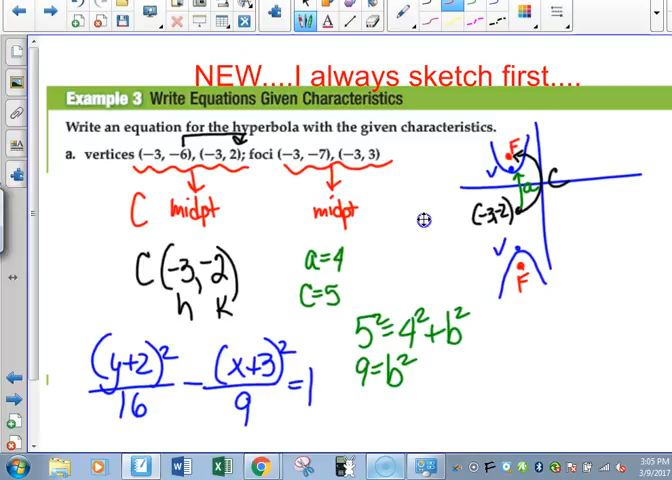 NEW....I always sketch first....
Example 3 Write Equations Given Characteristics
Write an equation for the hyperbola with the given characteristics.
a. vertices (−3, −6), (−3, 2); foci (−3, −7), (−3, 3)
C midpt midpt
F
V
a
C
(-3,-2)
V
F
C(-3,-2)
h K
a=4
C=5
5²=4²+b²
9=b²
(y+2)²/16 - (x+3)²/9 =1
3:05 PM
3/9/2017